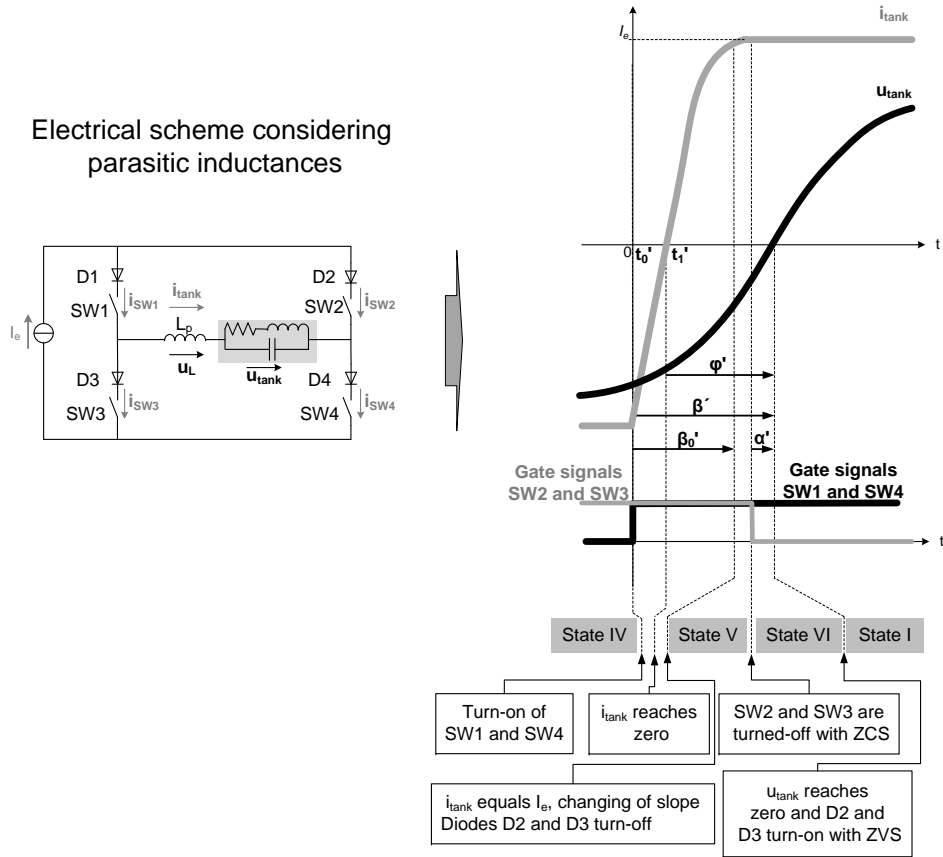 Electrical scheme considering
parasitic inductances
D1
D2
SW1
iSW1
itank
SW2
iSW2
Ie
Lp
uL
utank
D3
D4
SW3
iSW3
SW4
iSW4
itank
Ie
utank
0
t0'
t1'
t
φ'
β´
β0'
α'
Gate signals
SW2 and SW3
Gate signals
SW1 and SW4
t
State IV
State V
State VI
State I
Turn-on of
SW1 and SW4
itank reaches
zero
SW2 and SW3 are
turned-off with ZCS
itank equals Ie, changing of slope
Diodes D2 and D3 turn-off
utank reaches
zero and D2 and
D3 turn-on with ZVS